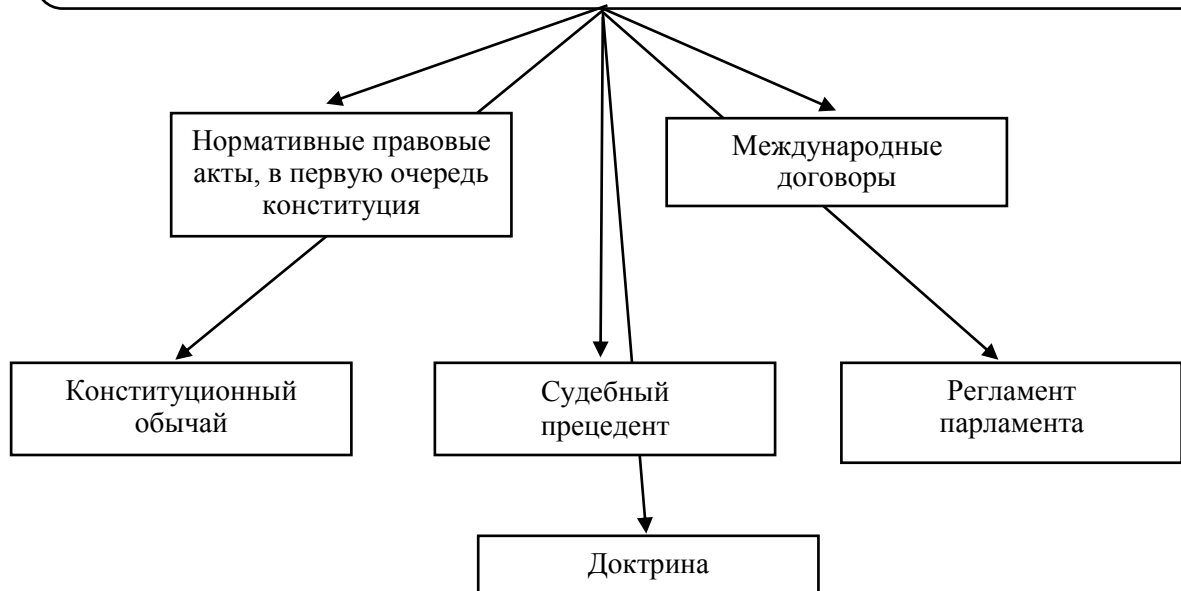 Нормативные правовые
акты, в первую очередь
конституция
Международные
договоры
Конституционный
обычай
Судебный
прецедент
Регламент
парламента
Доктрина